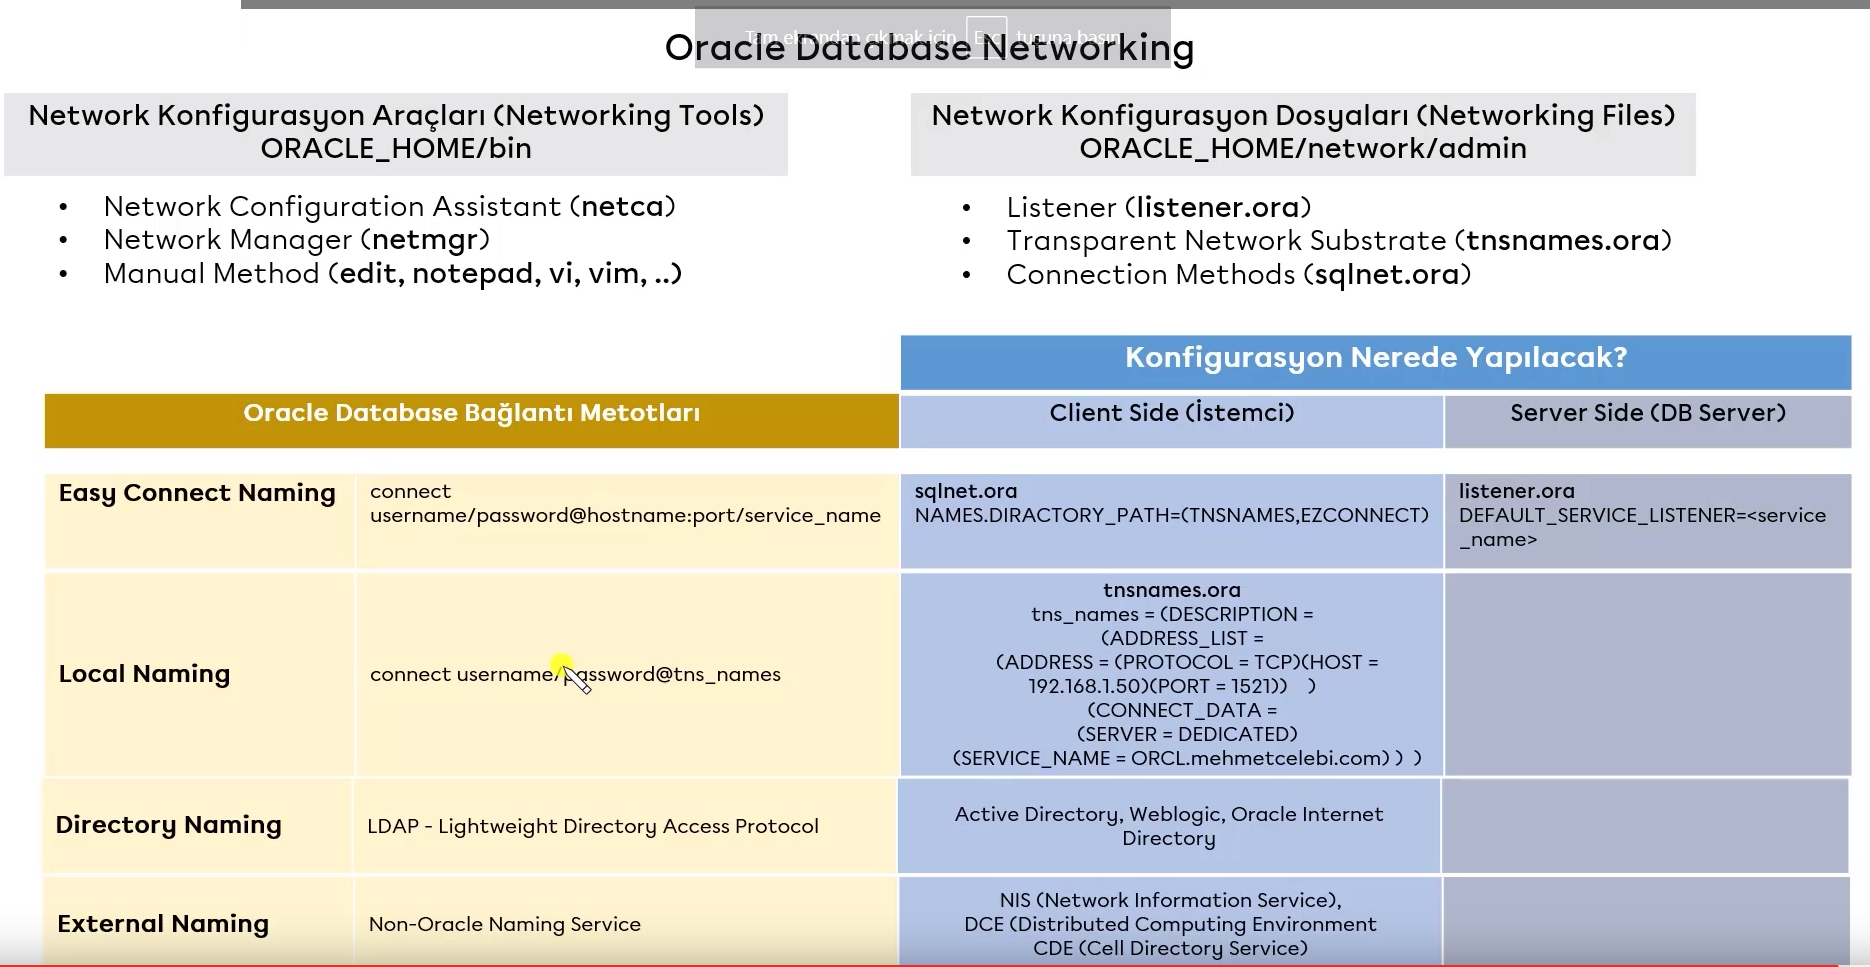 Tam ekrandan çıkmak için Esc tuşuna basın
Oracle Database Networking
Network Konfigurasyon Araçları (Networking Tools)
ORACLE_HOME/bin
• Network Configuration Assistant (netca)
• Network Manager (netmgr)
• Manual Method (edit, notepad, vi, vim, ..)
Network Konfigurasyon Dosyaları (Networking Files)
ORACLE_HOME/network/admin
• Listener (listener.ora)
• Transparent Network Substrate (tnsnames.ora)
• Connection Methods (sqlnet.ora)
Konfigurasyon Nerede Yapılacak?
Oracle Database Bağlantı Metotları
Client Side (İstemci)
Server Side (DB Server)
Easy Connect Naming
connect
username/password@hostname:port/service_name
sqlnet.ora
NAMES.DIRACTORY_PATH=(TNSNAMES,EZCONNECT)
listener.ora
DEFAULT_SERVICE_LISTENER=<service
_name>
Local Naming
connect username/password@tns_names
tnsnames.ora
tns_names = (DESCRIPTION =
(ADDRESS_LIST =
(ADDRESS = (PROTOCOL = TCP)(HOST =
192.168.1.50)(PORT = 1521)) )
(CONNECT_DATA =
(SERVER = DEDICATED)
(SERVICE_NAME = ORCL.mehmetcelebi.com) ) )
Directory Naming
LDAP - Lightweight Directory Access Protocol
Active Directory, Weblogic, Oracle Internet
Directory
External Naming
Non-Oracle Naming Service
NIS (Network Information Service),
DCE (Distributed Computing Environment
CDE (Cell Directory Service)